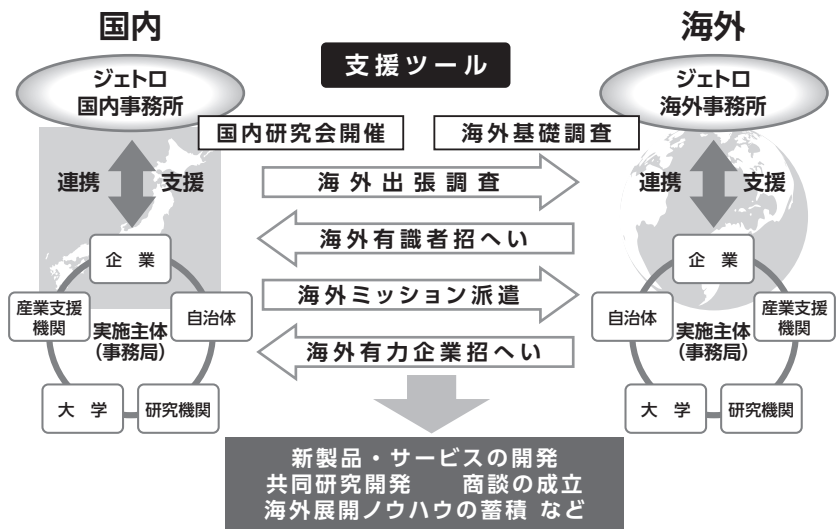 国内
海外
支援ツール
ジェトロ
国内事務所
ジェトロ
海外事務所
国内研究会開催
海外基礎調査
連携
支援
海外出張調査
連携
支援
海外有識者招へい
海外ミッション派遣
海外有力企業招へい
企業
産業支援
機関
自治体
実施主体
(事務局)
大学
研究機関
企業
自治体
産業支援
機関
実施主体
(事務局)
大学
研究機関
新製品・サービスの開発
共同研究開発 商談の成立
海外展開ノウハウの蓄積 など